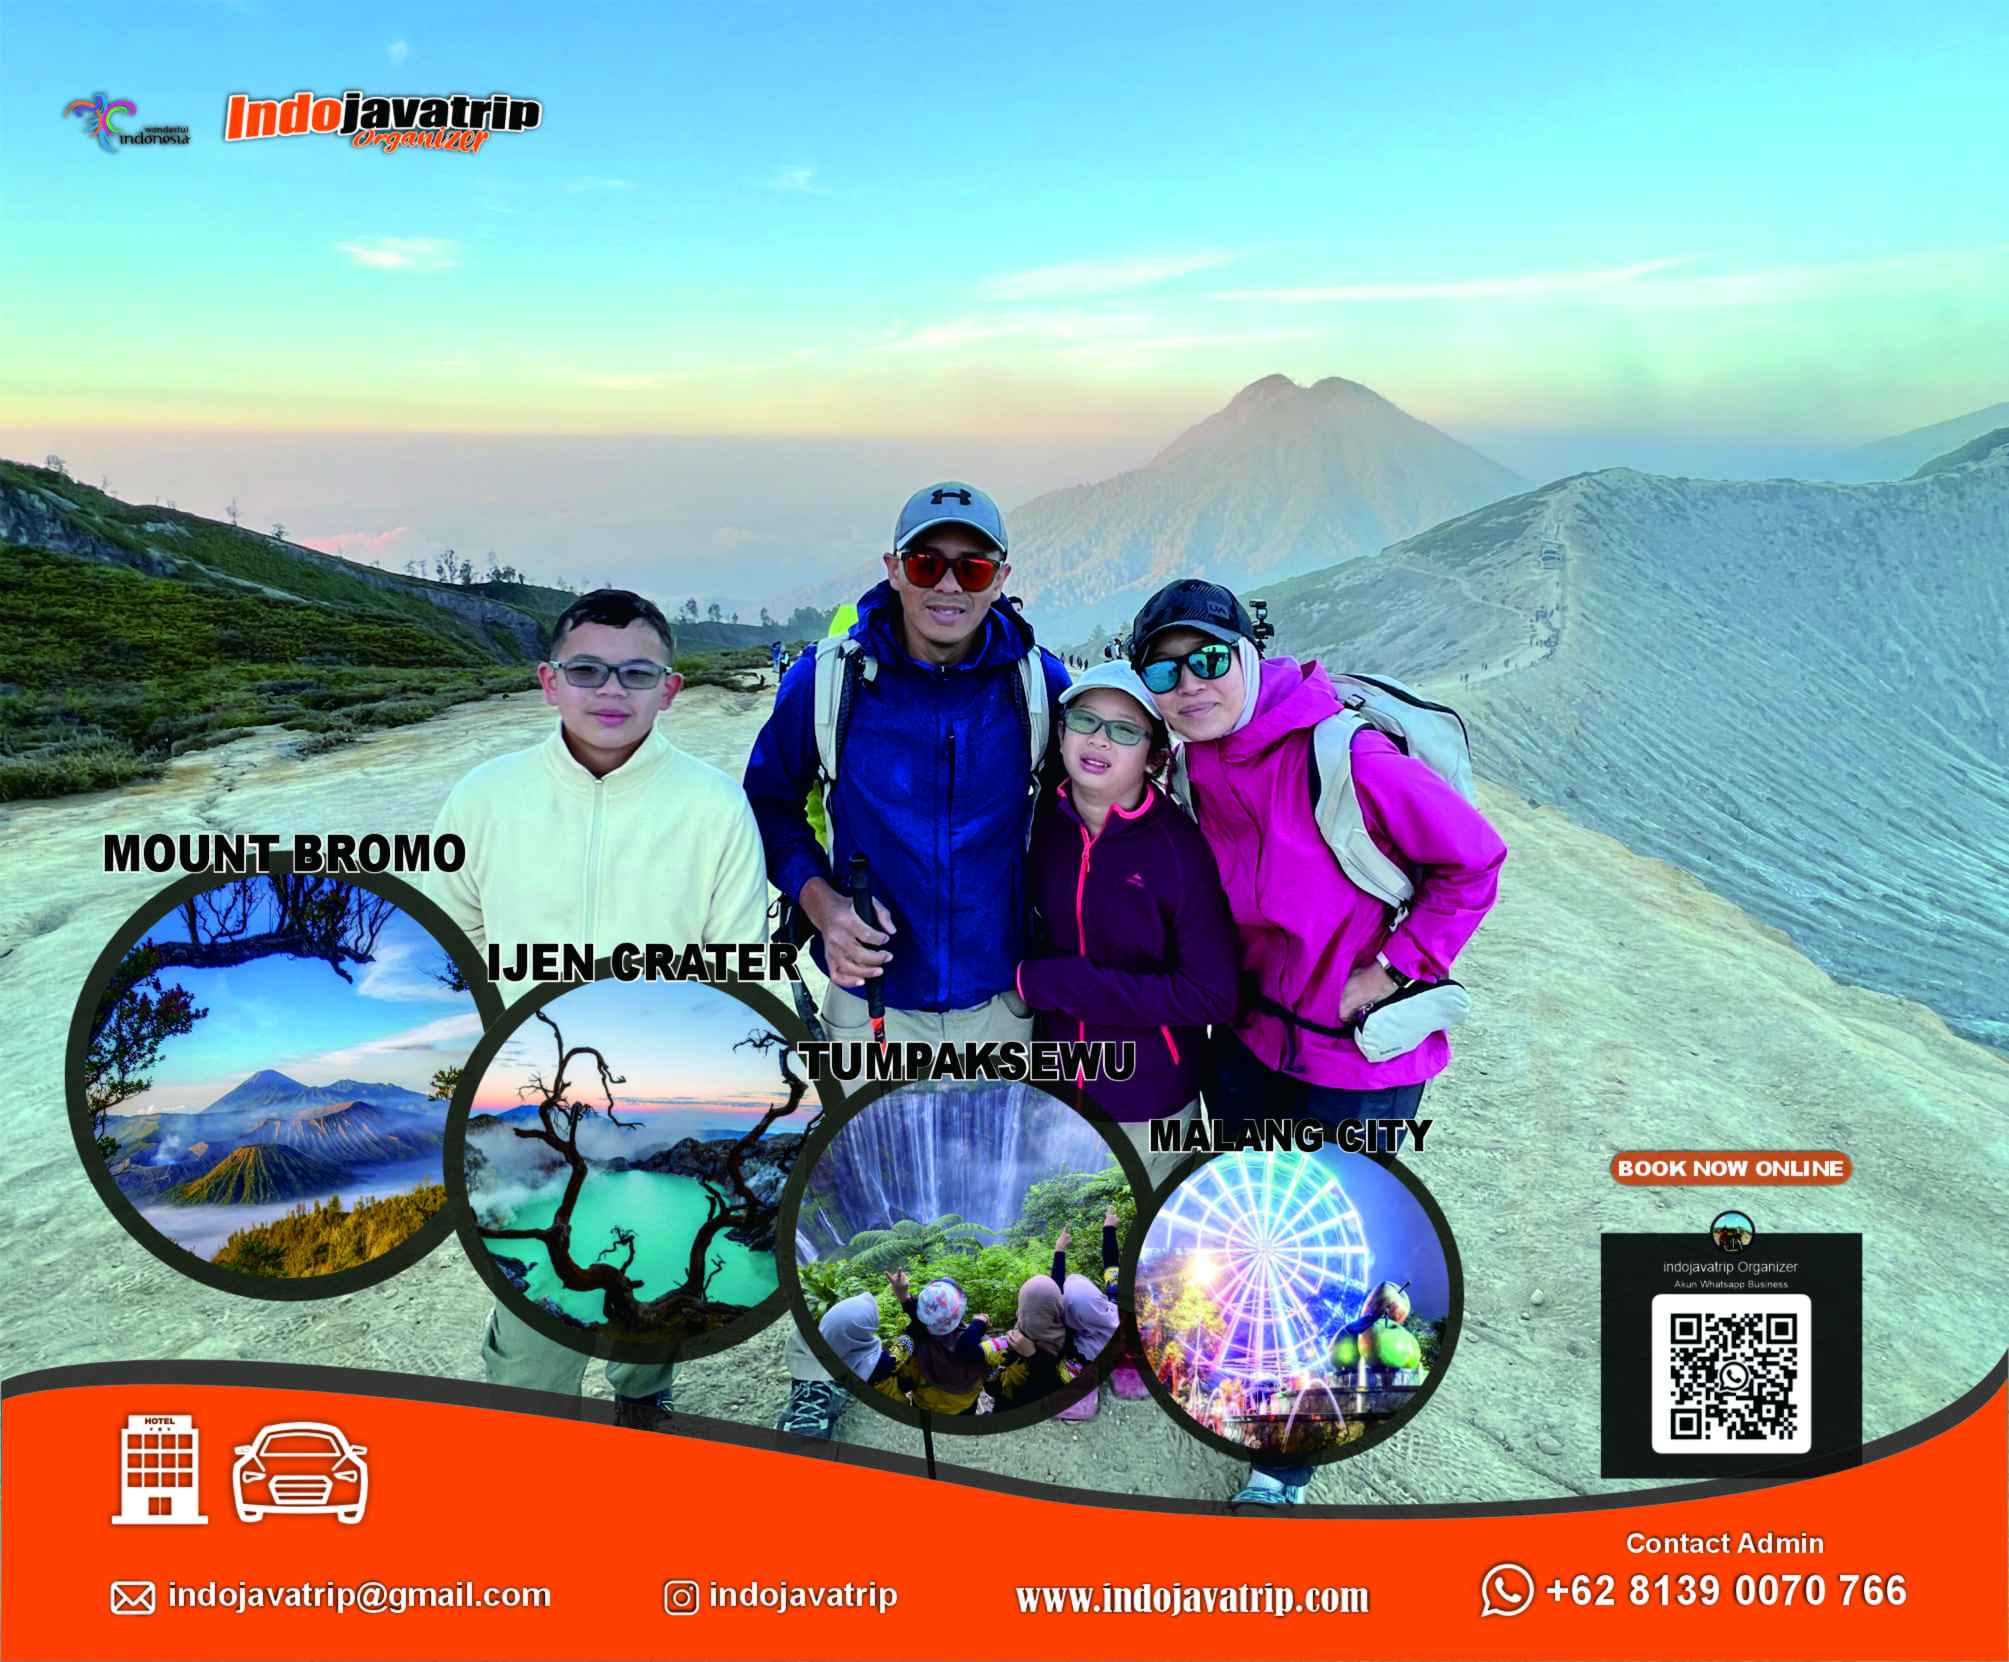 wonderful
indonesia
Indojavatrip
Organizer
MOUNT BROMO
IJEN CRATER
TUMPAKSEWU
MALANG CITY
BOOK NOW ONLINE
indojavatrip Organizer
Akun Whatsapp Business
HOTEL
Contact Admin
indojavatrip@gmail.com
indojavatrip
www.indojavatrip.com
+62 8139 0070 766
UA